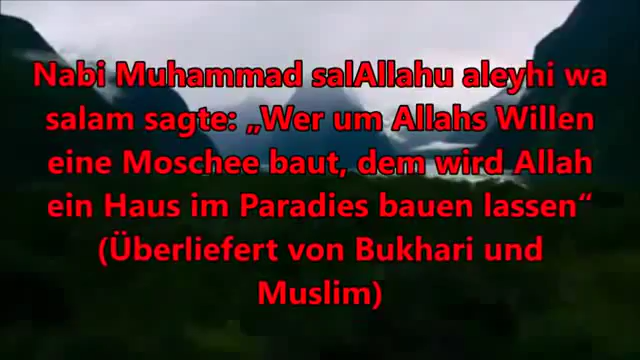 Nabi Muhammad salAllahu aleyhi wa
salam sagte: „Wer um Allahs Willen
eine Moschee baut, dem wird Allah
ein Haus im Paradies bauen lassen“
(Überliefert von Bukhari und
Muslim)